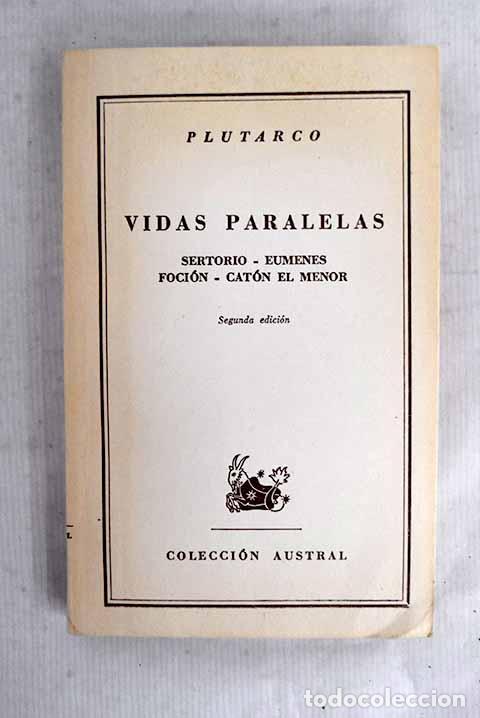 PLUTARCO
VIDAS PARALELAS
SERTORIO - EUMENES
FOCIÓN - CATÓN EL MENOR
Segunda edición
COLECCIÓN AUSTRAL
todocoleccion